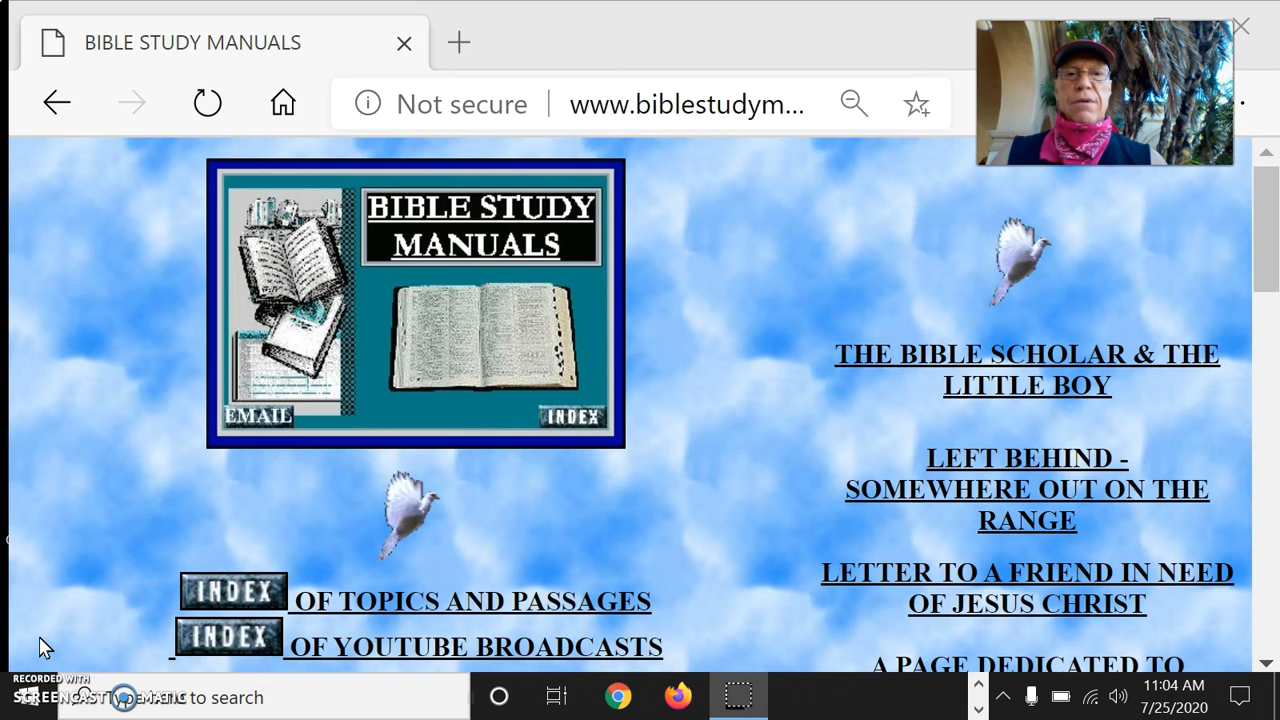 BIBLE STUDY MANUALS
Not secure
www.biblestudym...
BIBLE STUDY
MANUALS
EMAIL
INDEX
INDEX OF TOPICS AND PASSAGES
INDEX OF YOUTUBE BROADCASTS
THE BIBLE SCHOLAR & THE
LITTLE BOY
LEFT BEHIND -
SOMEWHERE OUT ON THE
RANGE
LETTER TO A FRIEND IN NEED
OF JESUS CHRIST
A PAGE DEDICATED TO
RECORDED WITH
SCREENCAST MATIC
Type here to search
11:04 AM
7/25/2020